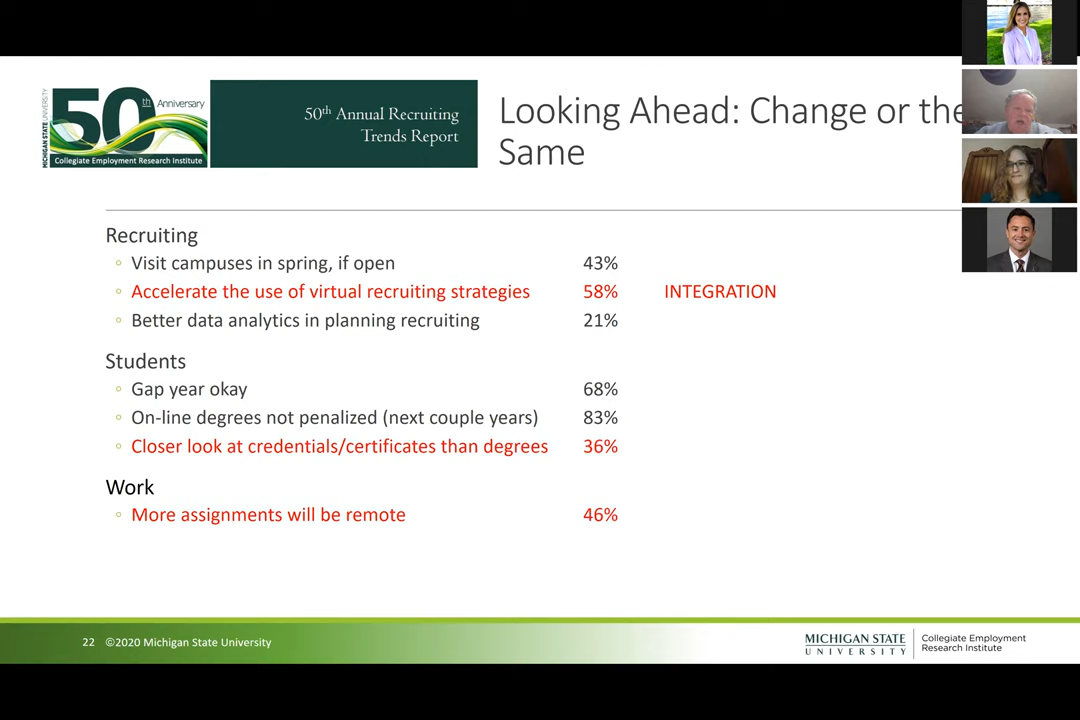 MICHIGAN STATE UNIVERSITY
50th Anniversary
Collegiate Employment Research Institute
50th Annual Recruiting
Trends Report
Looking Ahead: Change or the
Same
Recruiting
◦ Visit campuses in spring, if open 43%
◦ Accelerate the use of virtual recruiting strategies 58% INTEGRATION
◦ Better data analytics in planning recruiting 21%
Students
◦ Gap year okay 68%
◦ On-line degrees not penalized (next couple years) 83%
◦ Closer look at credentials/certificates than degrees 36%
Work
◦ More assignments will be remote 46%
22 ©2020 Michigan State University
MICHIGAN STATE
UNIVERSITY
Collegiate Employment
Research Institute